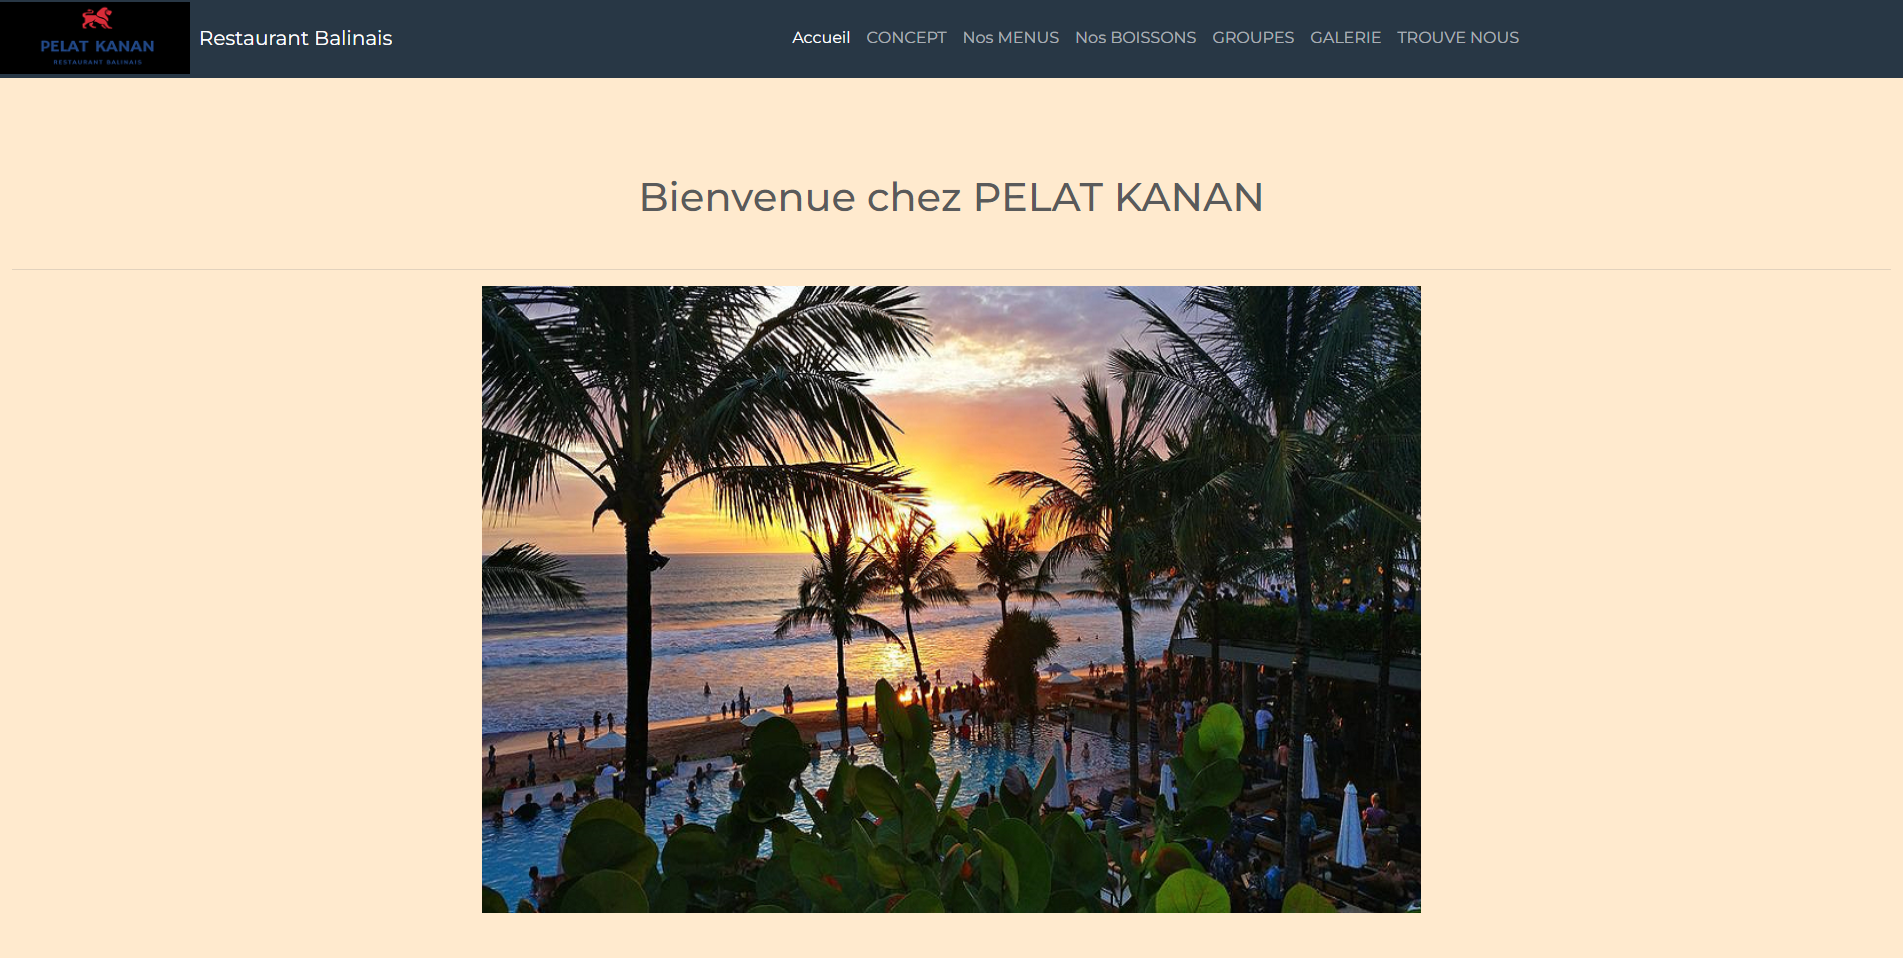 PELAT KANAN
RESTAURANT BALINAIS
Restaurant Balinais
Accueil CONCEPT Nos MENUS Nos BOISSONS GROUPES GALERIE TROUVE NOUS
Bienvenue chez PELAT KANAN